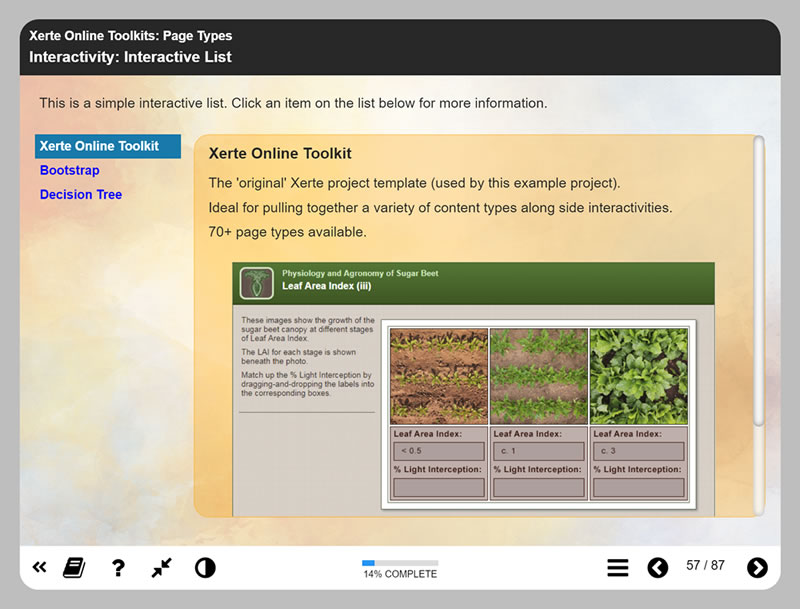 Xerte Online Toolkits: Page Types
Interactivity: Interactive List
This is a simple interactive list. Click an item on the list below for more information.
Xerte Online Toolkit
Bootstrap
Decision Tree
Xerte Online Toolkit
The 'original' Xerte project template (used by this example project).
Ideal for pulling together a variety of content types along side interactivities.
70+ page types available.
Physiology and Agronomy of Sugar Beet
Leaf Area Index (iii)
These images show the growth of the
sugar beet canopy at different stages
of Leaf Area Index.
The LAI for each stage is shown
beneath the photo.
Match up the % Light Interception by
dragging-and-dropping the labels into
the corresponding boxes.
Leaf Area Index: Leaf Area Index: Leaf Area Index:
< 0.5 c. 1 c. 3
% Light Interception: % Light Interception: % Light Interception:
?
14% COMPLETE
57 / 87